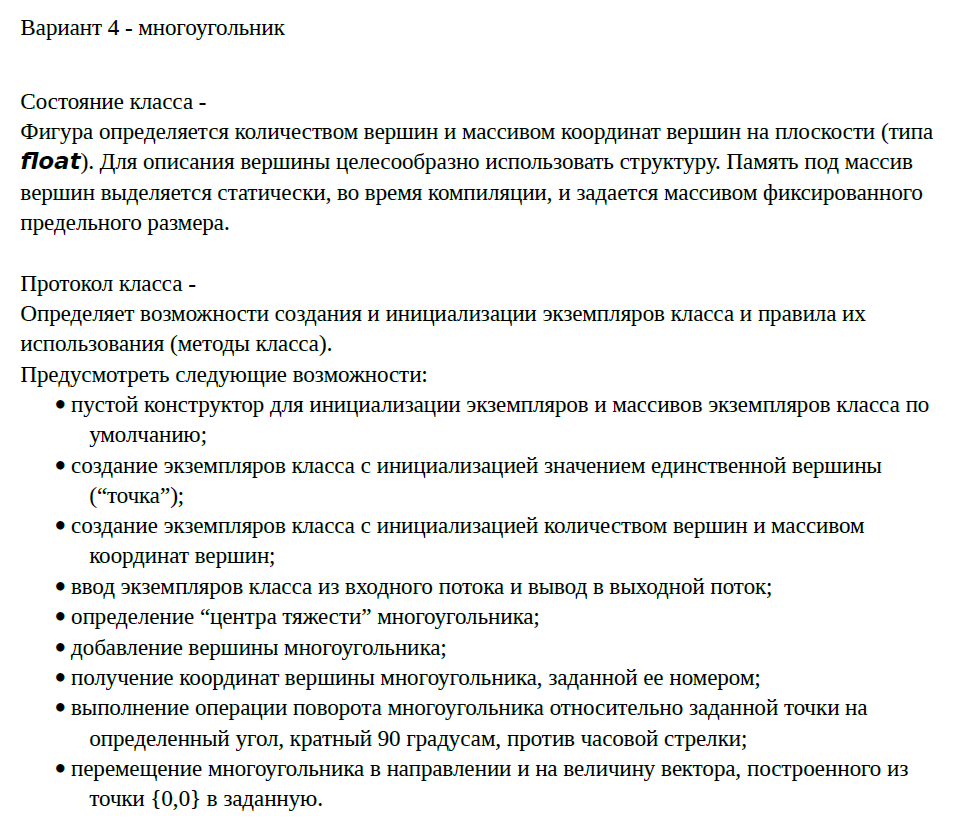 Вариант 4 - многоугольник
Состояние класса -
Фигура определяется количеством вершин и массивом координат вершин на плоскости (типа
float). Для описания вершины целесообразно использовать структуру. Память под массив
вершин выделяется статически, во время компиляции, и задается массивом фиксированного
предельного размера.
Протокол класса -
Определяет возможности создания и инициализации экземпляров класса и правила их
использования (методы класса).
Предусмотреть следующие возможности:
• пустой конструктор для инициализации экземпляров и массивов экземпляров класса по
умолчанию;
• создание экземпляров класса с инициализацией значением единственной вершины
(“точка”);
• создание экземпляров класса с инициализацией количеством вершин и массивом
координат вершин;
• ввод экземпляров класса из входного потока и вывод в выходной поток;
• определение “центра тяжести” многоугольника;
• добавление вершины многоугольника;
• получение координат вершины многоугольника, заданной ее номером;
• выполнение операции поворота многоугольника относительно заданной точки на
определенный угол, кратный 90 градусам, против часовой стрелки;
• перемещение многоугольника в направлении и на величину вектора, построенного из
точки {0,0} в заданную.